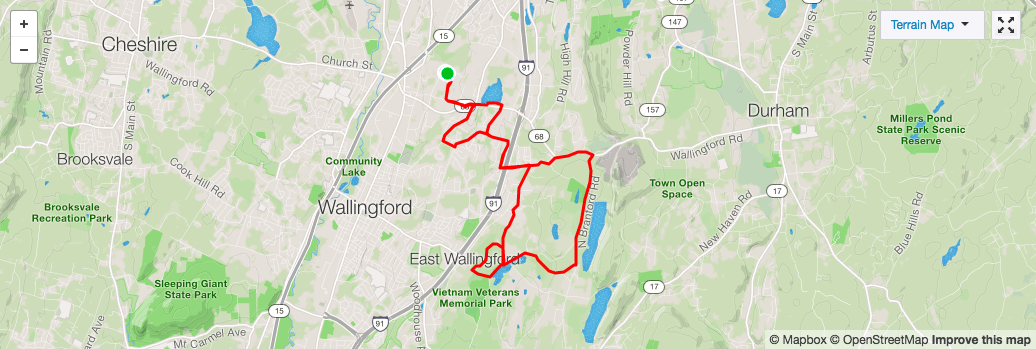 +
−
Cheshire
Mountain Rd
Wallingford Rd
S Main St
Church St
15
91
147
High Hill Rd
Powder Hill Rd
157
68
Terrain Map
S Main St
Arbutus St
Durham
Millers Pond
State Park Scenic
Reserve
Wallingford Rd
Brooksvale
Cook Hill Rd
Community
Lake
Wallingford
91
N Branford Rd
Town Open
Space
17
New Haven Rd
Blue Hills Rd
Brooksvale
Recreation Park
East Wallingford
Sleeping Giant
State Park
Vietnam Veterans
Memorial Park
Woodhouse
17
15
91
Mt Carmel Ave
ard Ave
© Mapbox © OpenStreetMap Improve this map